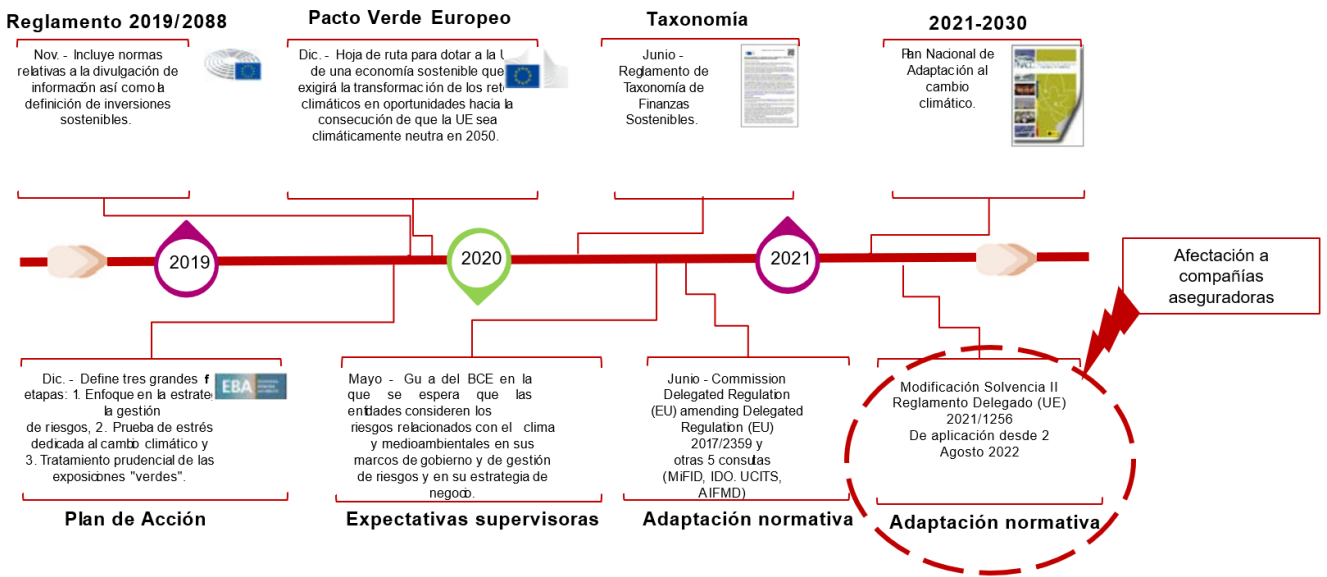 Reglamento 2019/2088
Nov. - Incluye normas
relativas a la divulgación de
información así como la
definición de inversiones
sostenibles.
Pacto Verde Europeo
Dic. - Hoja de ruta para dotar a la U
de una economía sostenible que
exigirá la transformación de los ret
climáticos en oportunidades hacia la
consecución de que la UE sea
climáticamente neutra en 2050.
Taxonomía
Junio -
Reglamento de
Taxonomía de
Finanzas
Sostenibles.
2021-2030
Plan Nacional de
Adaptación al
cambio
climático.
2019
2020
2021
Afectación a
compañías
aseguradoras
Dic. - Define tres grandes f
etapas: 1. Enfoque en la estrate
la gestión
de riesgos, 2. Prueba de estrés
dedicada al cambio climático y
3. Tratamiento prudencial de las
exposiciones "verdes".
EBA
Plan de Acción
Mayo - Gu a del BCE en la
que se espera que las
entidades consideren los
riesgos relacionados con el clima
y medioambientales en sus
marcos de gobierno y de gestión
de riesgos y en su estrategia de
negocio.
Expectativas supervisoras
Junio - Commission
Delegated Regulation
(EU) amending Delegated
Regulation (EU)
2017/2359 y
otras 5 consutas
(MiFID, IDO. UCITS,
AIFMD)
Adaptación normativa
Modificación Solvencia II
Reglamento Delegado (UE)
2021/1256
De aplicación desde 2
Agosto 2022
Adaptación normativa